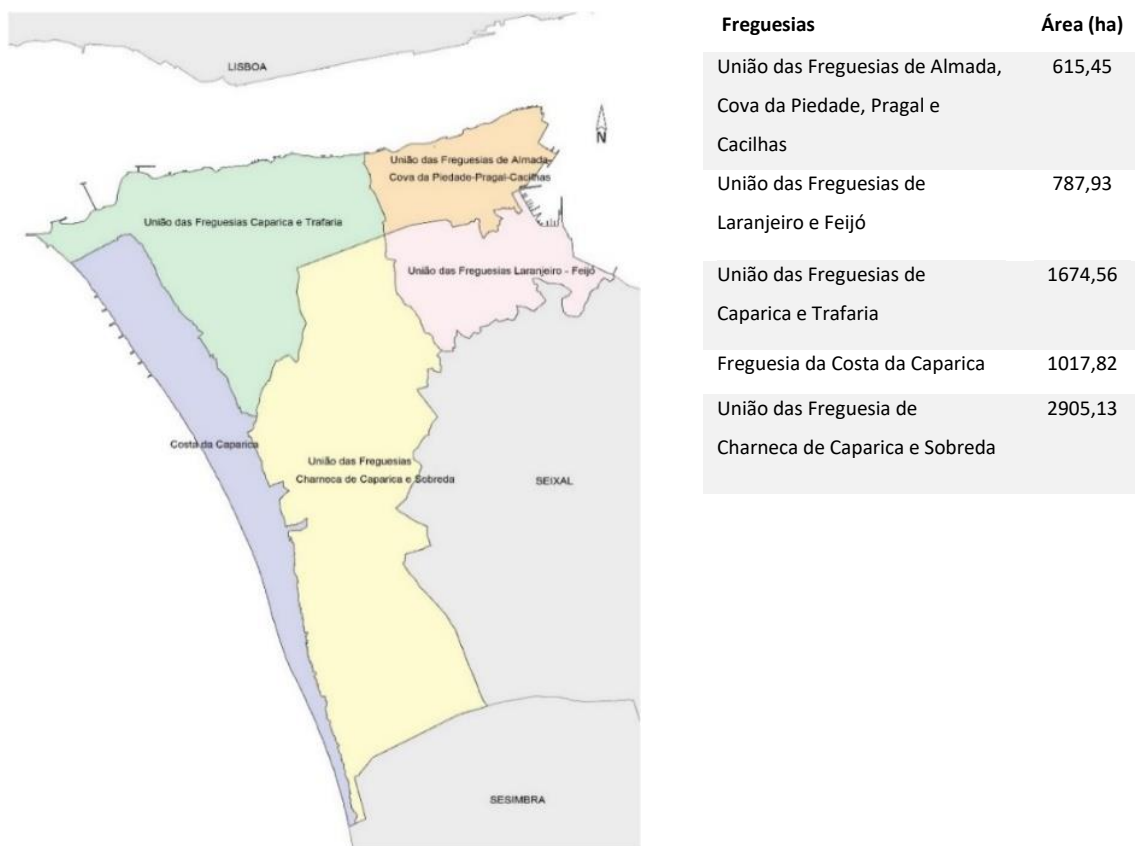 LISBOA
N
União das Freguesias de Almada-
Cova da Piedade-Pragal-Cacilhas
União das Freguesias Caparica e Trafaria
União das Freguesias Laranjeiro - Feijó
Costa da Caparica
União das Freguesias
Charneca de Caparica e Sobreda
SEIXAL
SESIMBRA
Freguesias Área (ha)
União das Freguesias de Almada, 615,45
Cova da Piedade, Pragal e
Cacilhas
União das Freguesias de 787,93
Laranjeiro e Feijó
União das Freguesias de 1674,56
Caparica e Trafaria
Freguesia da Costa da Caparica 1017,82
União das Freguesia de 2905,13
Charneca de Caparica e Sobreda